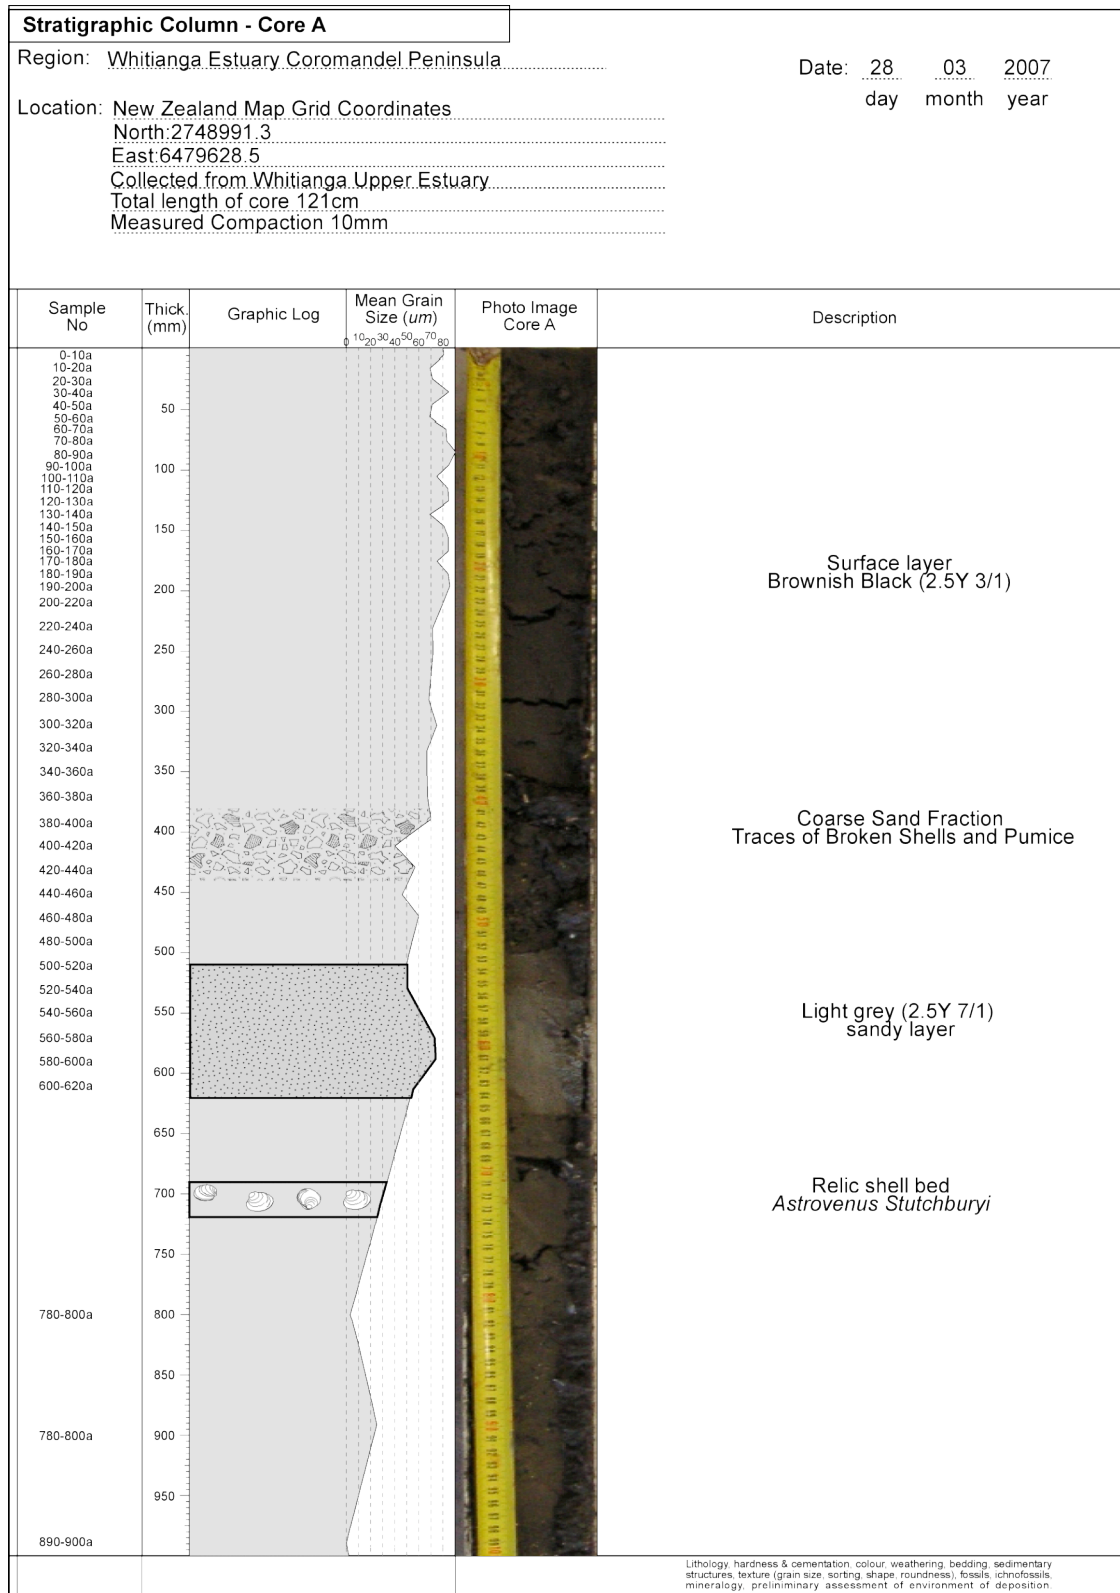 Stratigraphic Column - Core A
Region: Whitianga Estuary Coromandel Peninsula
Date: 28 03 2007
day month year
Location: New Zealand Map Grid Coordinates
North:2748991.3
East:6479628.5
Collected from Whitianga Upper Estuary
Total length of core 121cm
Measured Compaction 10mm
Sample No
Thick. (mm)
Graphic Log
Mean Grain Size (um)
0 10 20 30 40 50 60 70 80
Photo Image Core A
Description
0-10a
10-20a
20-30a
30-40a
40-50a
50-60a
60-70a
70-80a
80-90a
90-100a
100-110a
110-120a
120-130a
130-140a
140-150a
150-160a
160-170a
170-180a
180-190a
190-200a
200-220a
220-240a
240-260a
260-280a
280-300a
300-320a
320-340a
340-360a
360-380a
380-400a
400-420a
420-440a
440-460a
460-480a
480-500a
500-520a
520-540a
540-560a
560-580a
580-600a
600-620a
780-800a
780-800a
890-900a
50
100
150
200
250
300
350
400
450
500
550
600
650
700
750
800
850
900
950
Surface layer
Brownish Black (2.5Y 3/1)
Coarse Sand Fraction
Traces of Broken Shells and Pumice
Light grey (2.5Y 7/1)
sandy layer
Relic shell bed
Astrovenus Stutchburyi
Lithology, hardness & cementation, colour, weathering, bedding, sedimentary
structures, texture (grain size, sorting, shape, roundness), fossils, ichnofossils,
mineralogy, preliniminary assessment of environment of deposition.